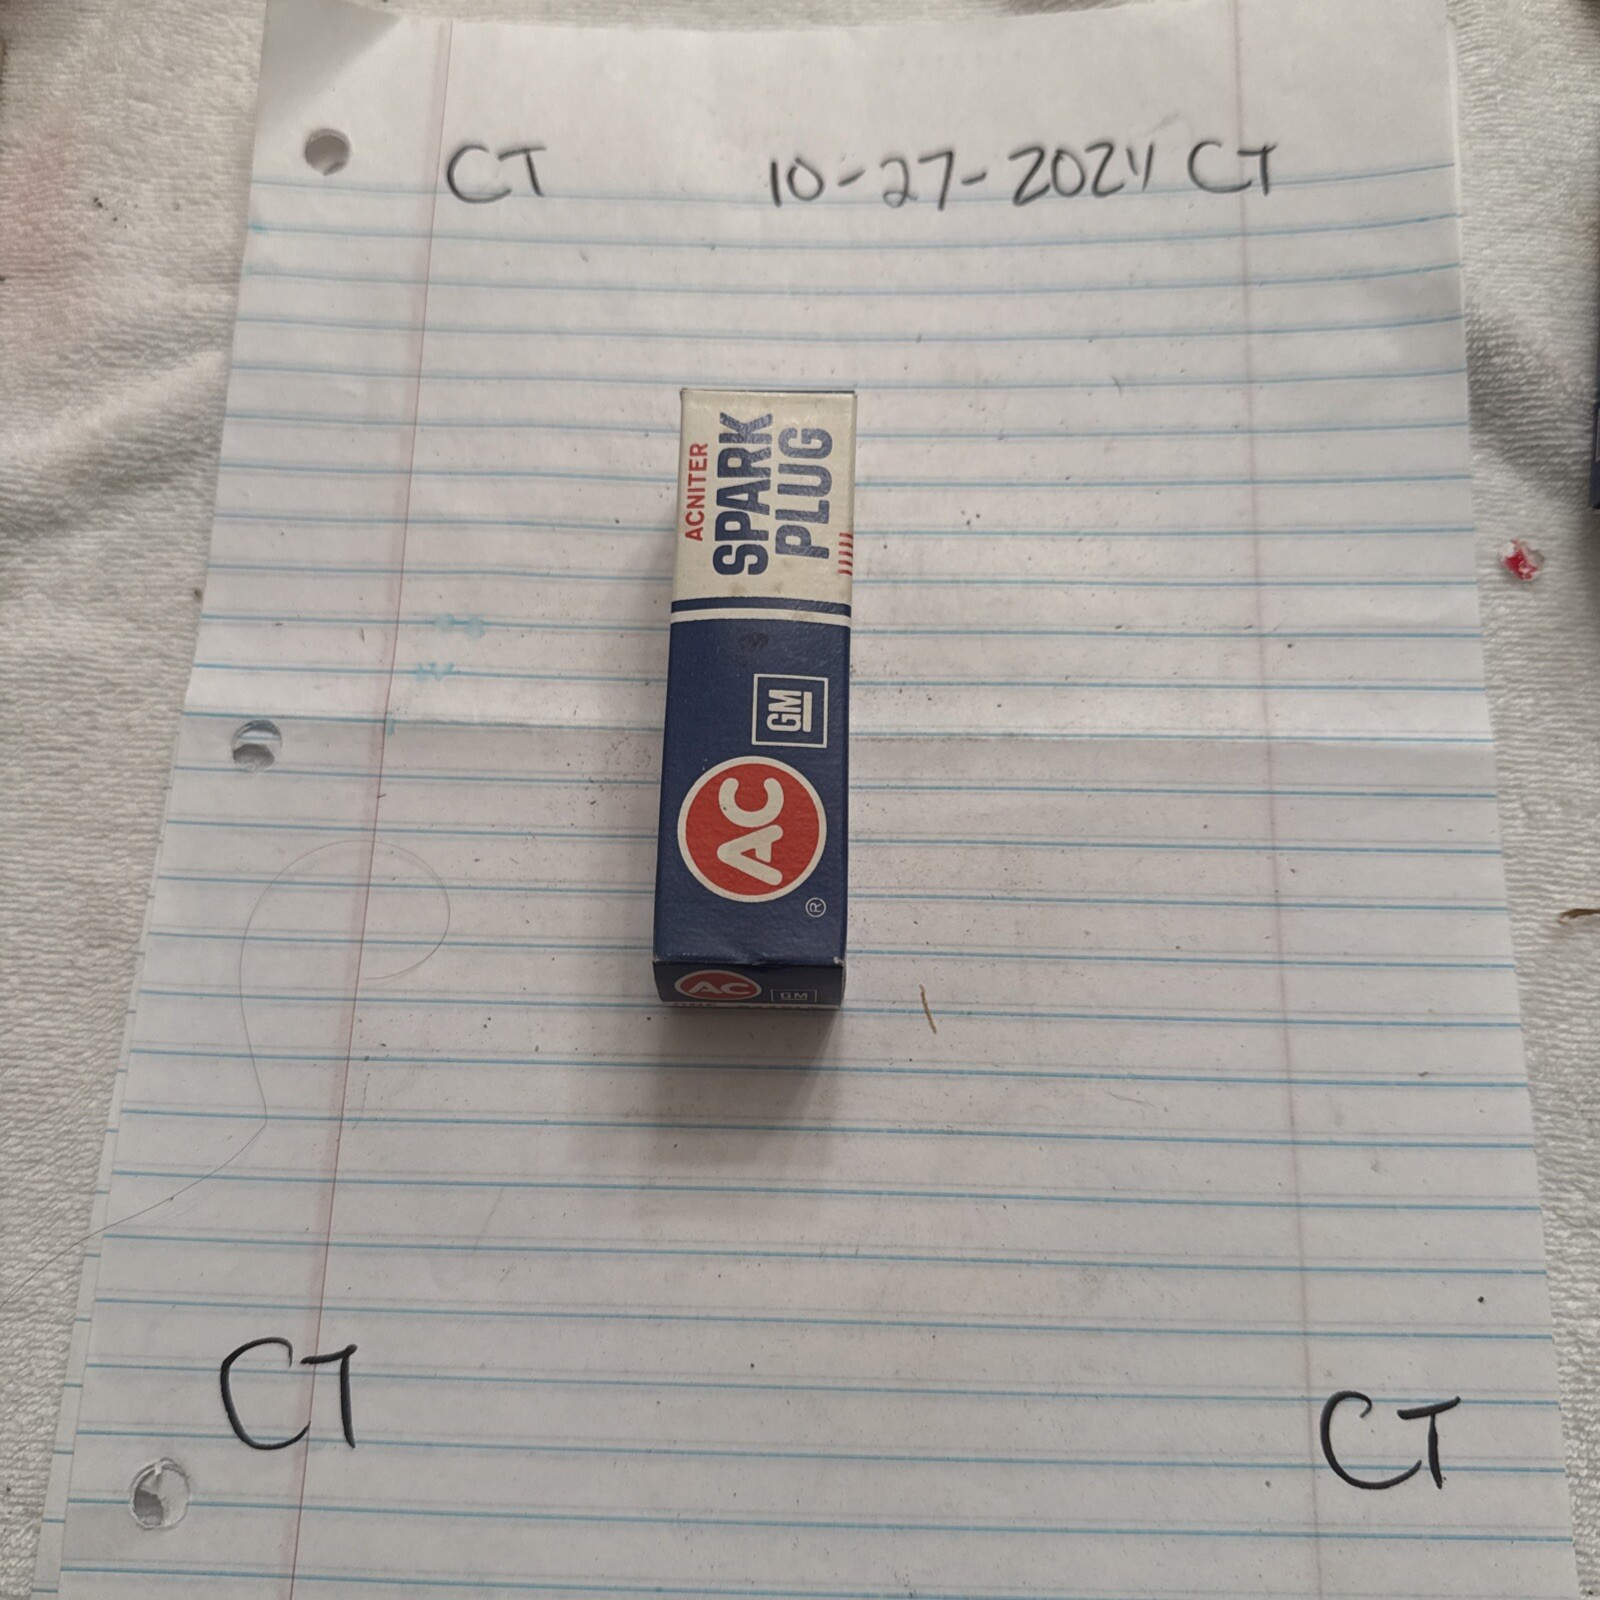 CT 10-27-2024 CT
ACNITER
SPARK
PLUG
GM
AC
®
AC GM
CT
CT